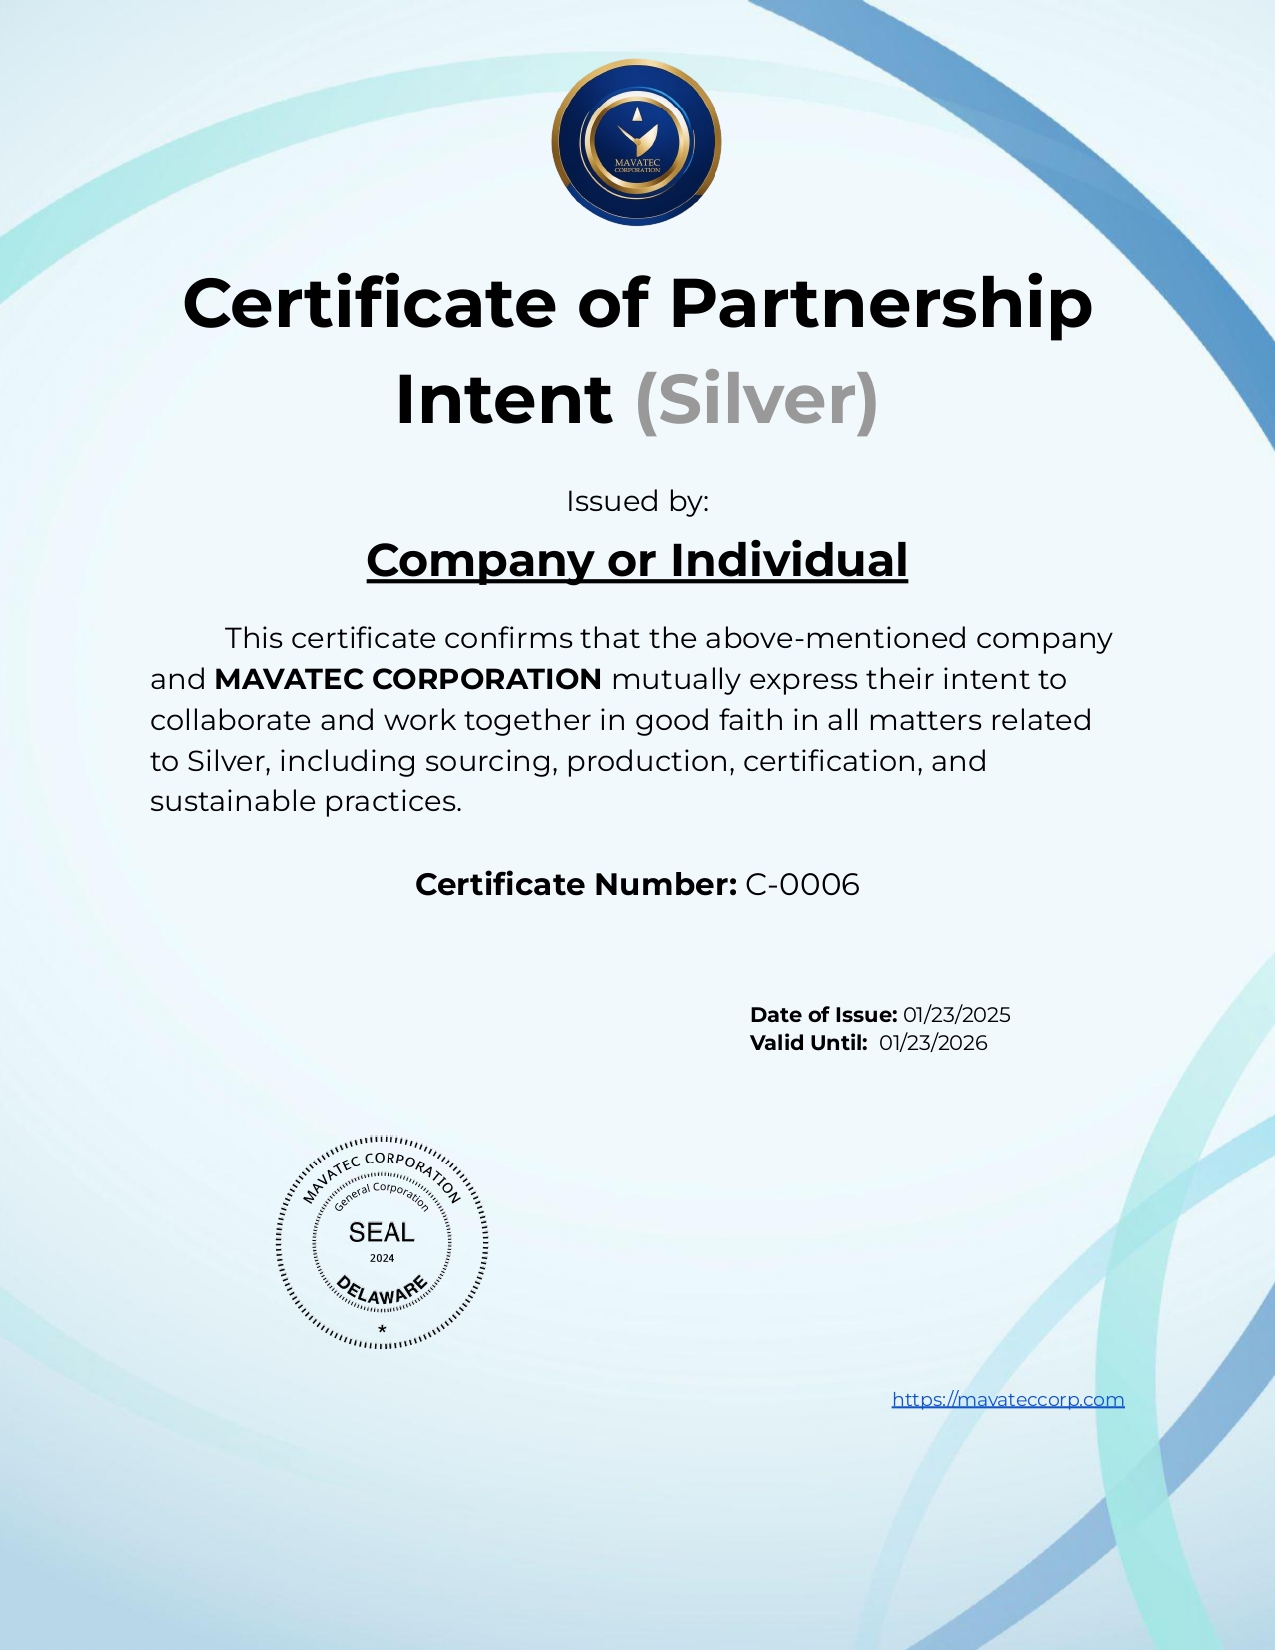 MAVATEC
CORPORATION
Certificate of Partnership
Intent (Silver)
Issued by:
Company or Individual
This certificate confirms that the above-mentioned company
and MAVATEC CORPORATION mutually express their intent to
collaborate and work together in good faith in all matters related
to Silver, including sourcing, production, certification, and
sustainable practices.
Certificate Number: C-0006
Date of Issue: 01/23/2025
Valid Until: 01/23/2026
MAVATEC CORPORATION
General Corporation
SEAL
2024
DELAWARE
*
https://mavateccorp.com